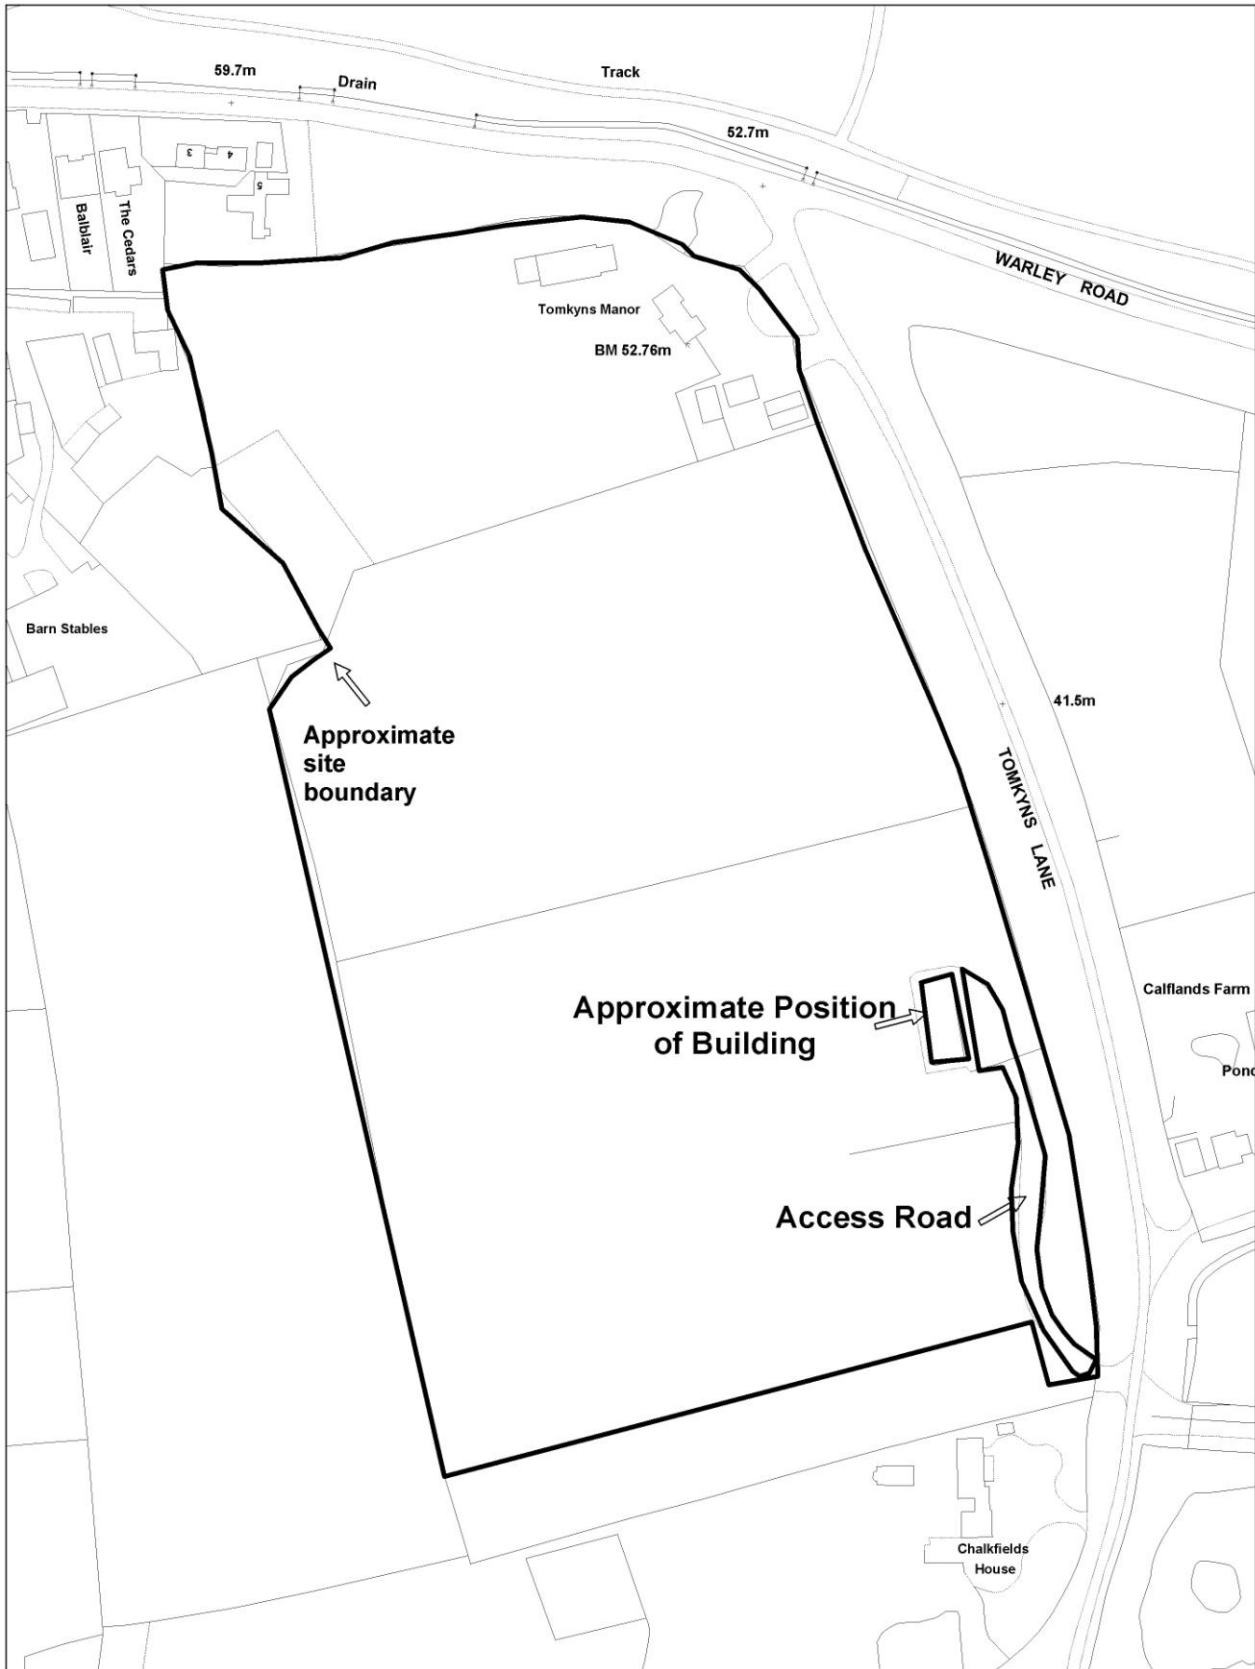 59.7m
Drain
Track
52.7m
3
4
5
Balblair
The Cedars
WARLEY ROAD
Tomkyns Manor
BM 52.76m
Barn Stables
Approximate
site
boundary
41.5m
TOMKYNS LANE
Calflands Farm
Approximate Position
of Building
Pond
Access Road
Chalkfields
House